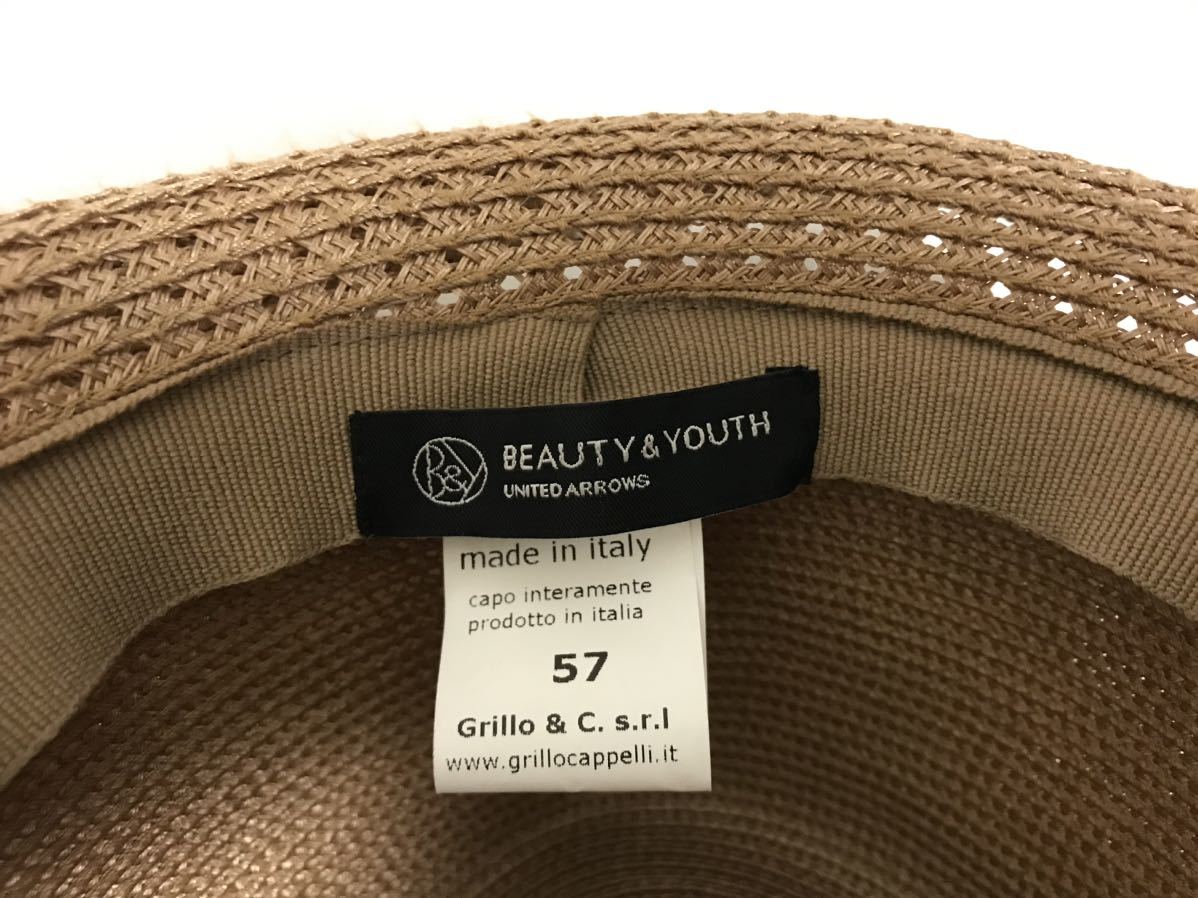 B&Y
BEAUTY & YOUTH
UNITED ARROWS
made in italy
capo interamente
prodotto in italia
57
Grillo & C. s.r.l
www.grillocappelli.it